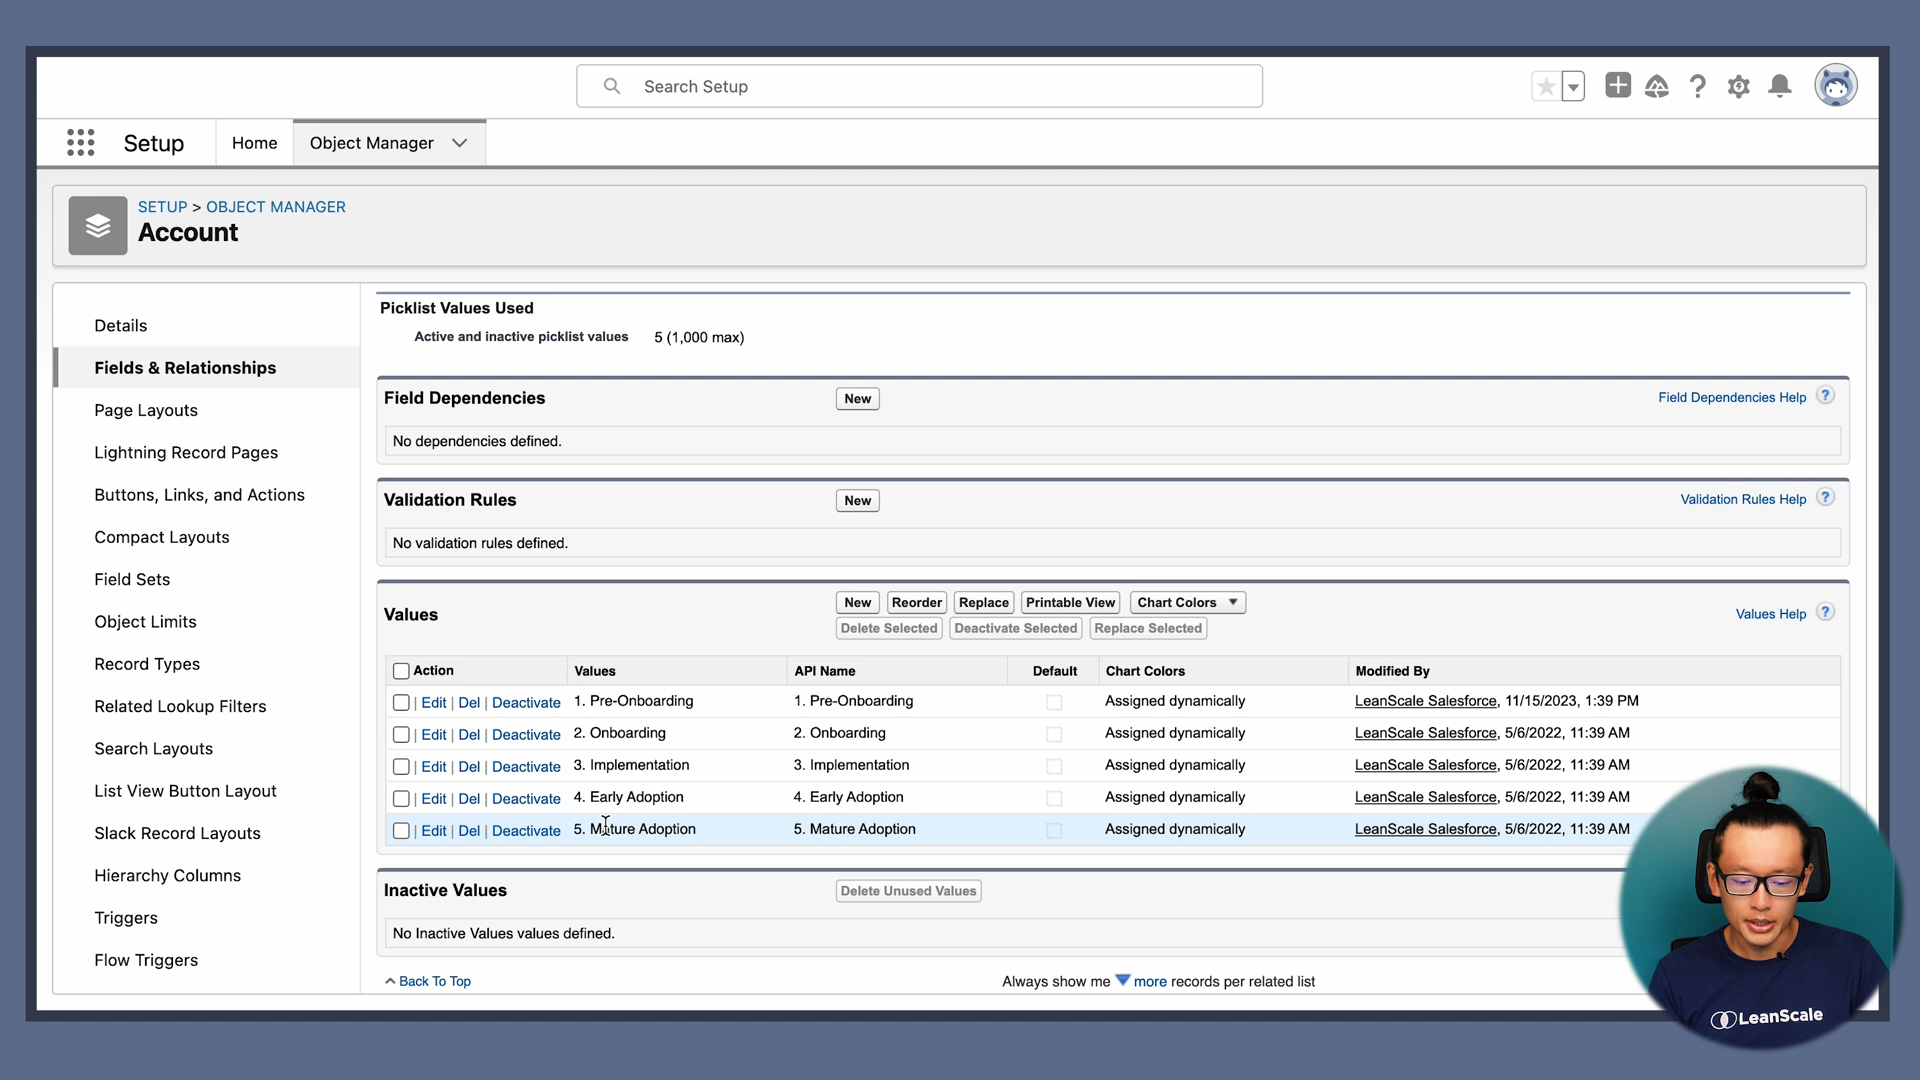 Search Setup
Setup
Home
Object Manager
SETUP > OBJECT MANAGER
Account
Details
Fields & Relationships
Page Layouts
Lightning Record Pages
Buttons, Links, and Actions
Compact Layouts
Field Sets
Object Limits
Record Types
Related Lookup Filters
Search Layouts
List View Button Layout
Slack Record Layouts
Hierarchy Columns
Triggers
Flow Triggers
Picklist Values Used
Active and inactive picklist values 5 (1,000 max)
Field Dependencies New Field Dependencies Help ?
No dependencies defined.
Validation Rules New Validation Rules Help ?
No validation rules defined.
Values New Reorder Replace Printable View Chart Colors Values Help ?
Delete Selected Deactivate Selected Replace Selected
Action Values API Name Default Chart Colors Modified By
| Edit | Del | Deactivate 1. Pre-Onboarding 1. Pre-Onboarding Assigned dynamically LeanScale Salesforce, 11/15/2023, 1:39 PM
| Edit | Del | Deactivate 2. Onboarding 2. Onboarding Assigned dynamically LeanScale Salesforce, 5/6/2022, 11:39 AM
| Edit | Del | Deactivate 3. Implementation 3. Implementation Assigned dynamically LeanScale Salesforce, 5/6/2022, 11:39 AM
| Edit | Del | Deactivate 4. Early Adoption 4. Early Adoption Assigned dynamically LeanScale Salesforce, 5/6/2022, 11:39 AM
| Edit | Del | Deactivate 5. Mature Adoption 5. Mature Adoption Assigned dynamically LeanScale Salesforce, 5/6/2022, 11:39 AM
Inactive Values Delete Unused Values
No Inactive Values values defined.
Back To Top Always show me more records per related list
LeanScale